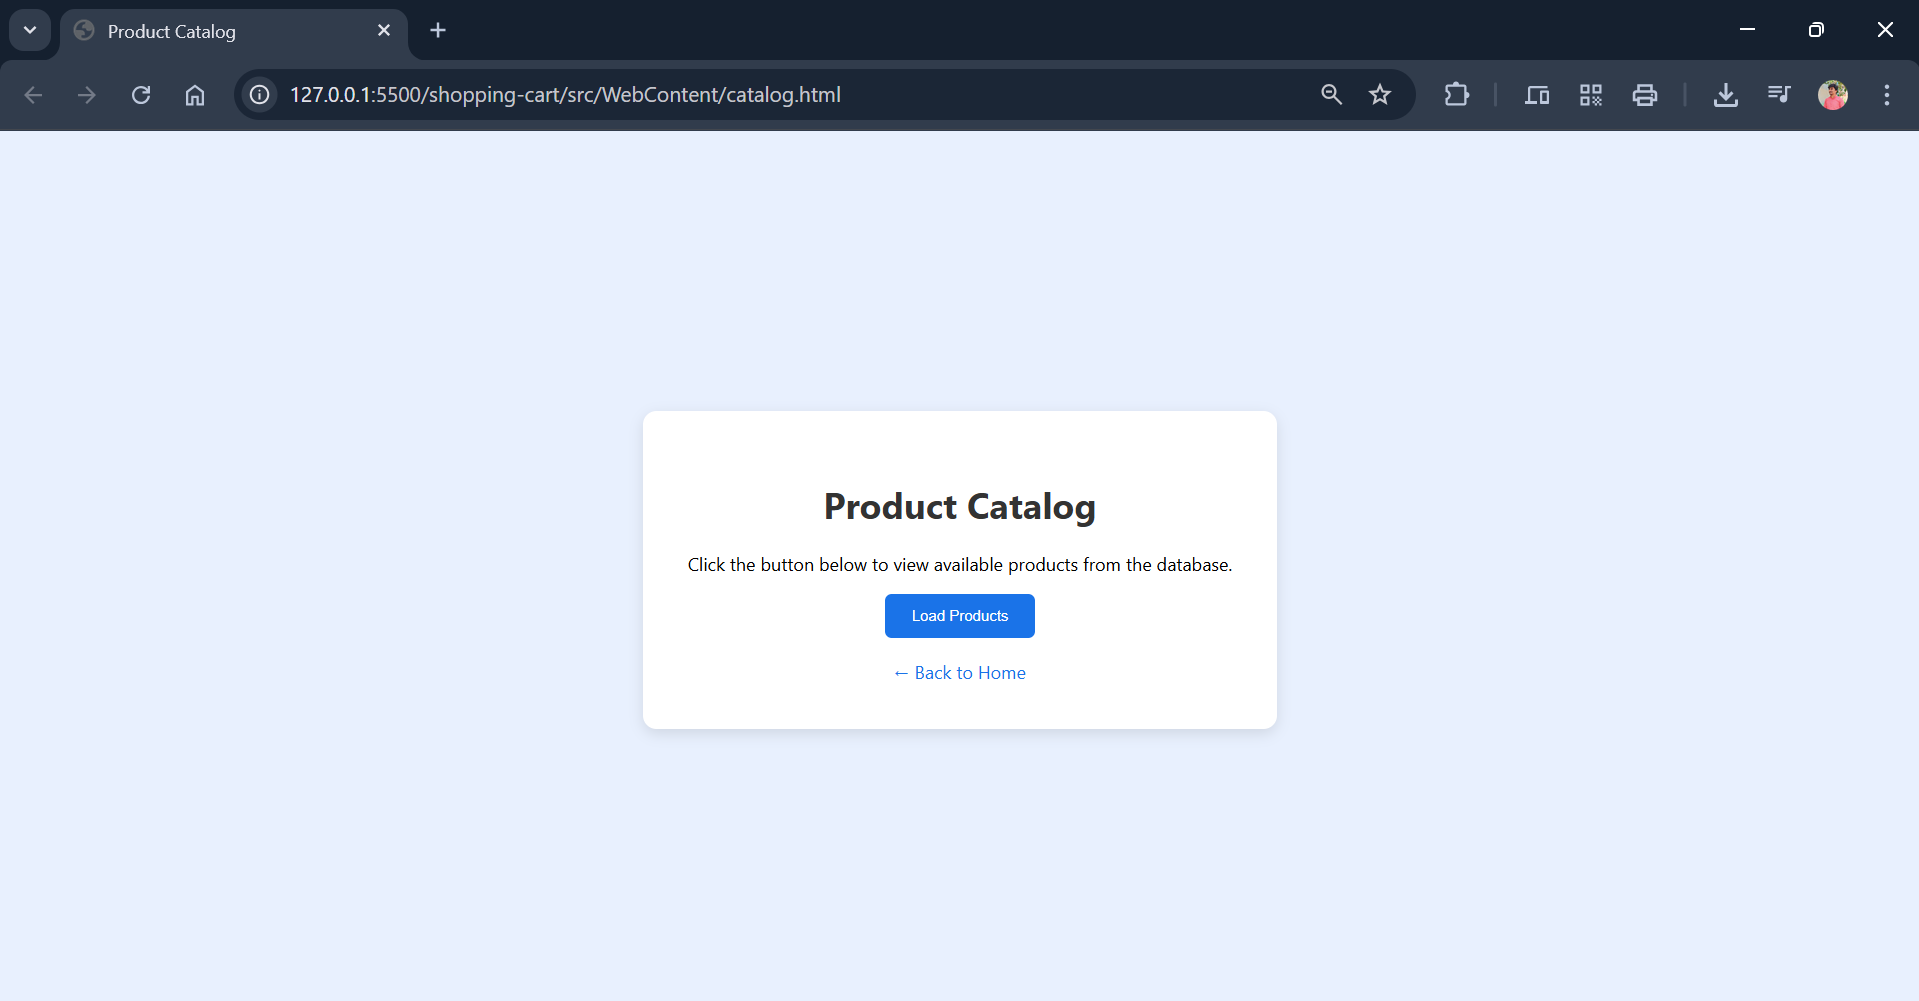 Product Catalog
127.0.0.1:5500/shopping-cart/src/WebContent/catalog.html
Product Catalog
Click the button below to view available products from the database.
Load Products
← Back to Home